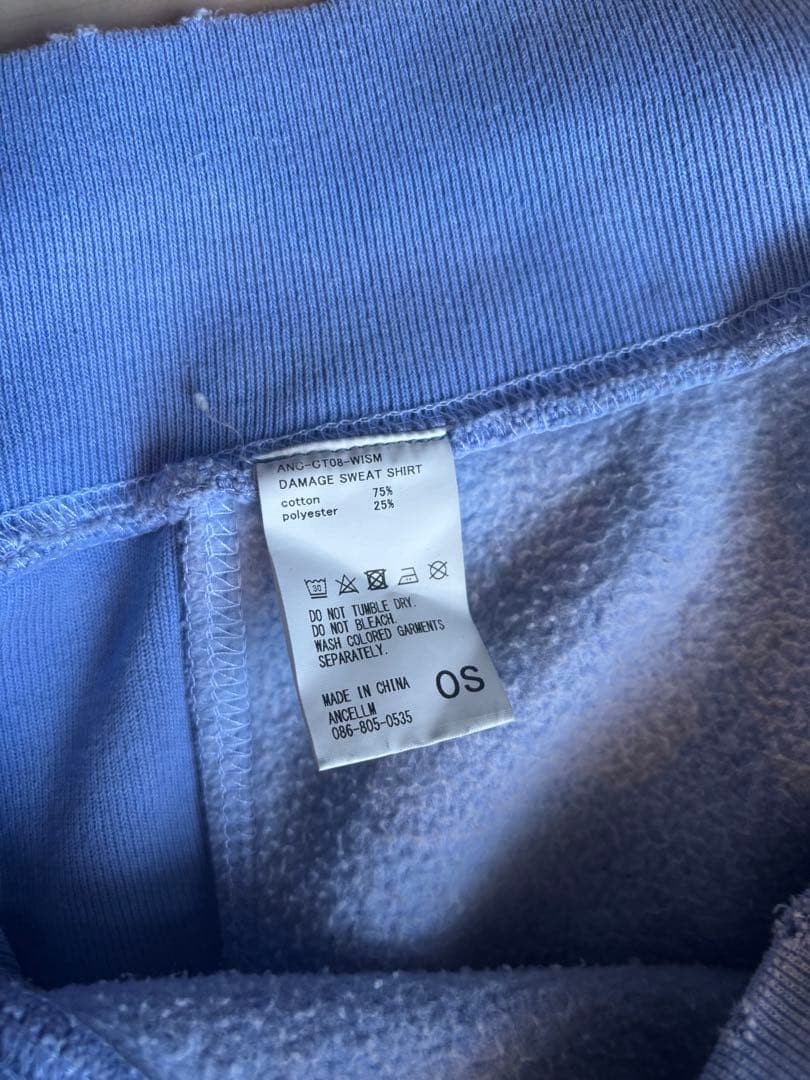 ANC-CT08-WISM
DAMAGE SWEAT SHIRT
cotton 75%
polyester 25%
30
DO NOT TUMBLE DRY.
DO NOT BLEACH.
WASH COLORED GARMENTS
SEPARATELY.
MADE IN CHINA
ANCELLM
086-805-0535
OS